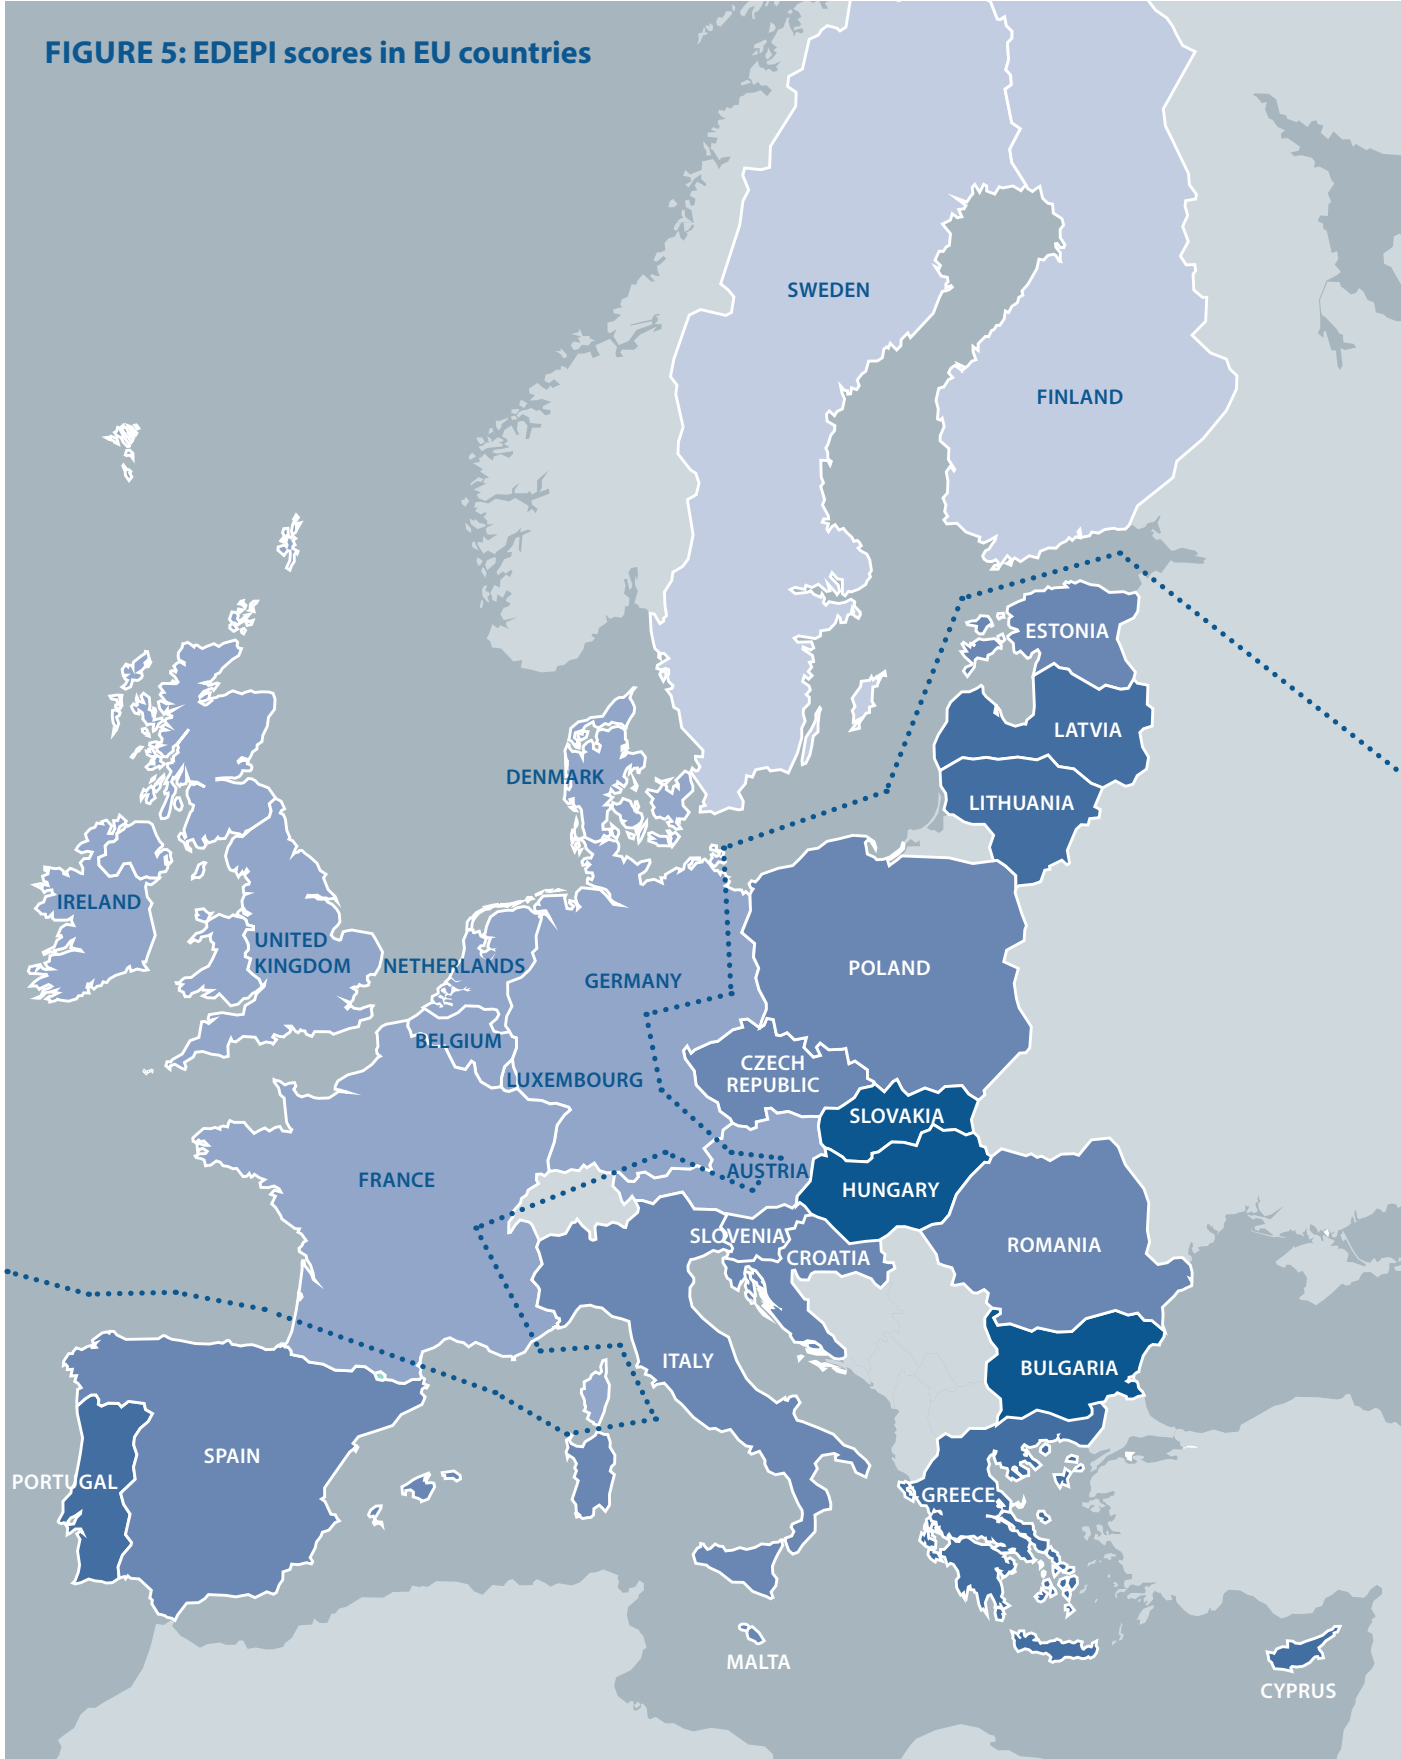 FIGURE 5: EDEPI scores in EU countries
SWEDEN
FINLAND
ESTONIA
LATVIA
DENMARK
LITHUANIA
IRELAND
UNITED
KINGDOM
NETHERLANDS
GERMANY
POLAND
BELGIUM
LUXEMBOURG
CZECH
REPUBLIC
SLOVAKIA
FRANCE
AUSTRIA
HUNGARY
SLOVENIA
CROATIA
ROMANIA
ITALY
BULGARIA
SPAIN
PORTUGAL
GREECE
MALTA
CYPRUS